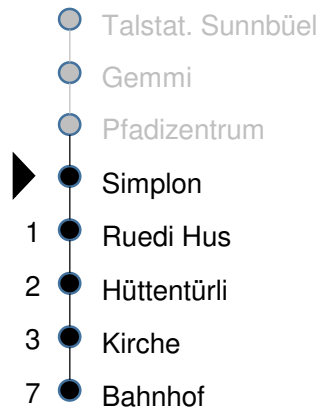 Talstat. Sunnbüel
Gemmi
Pfadizentrum
Simplon
1 Ruedi Hus
2 Hüttentürli
3 Kirche
7 Bahnhof